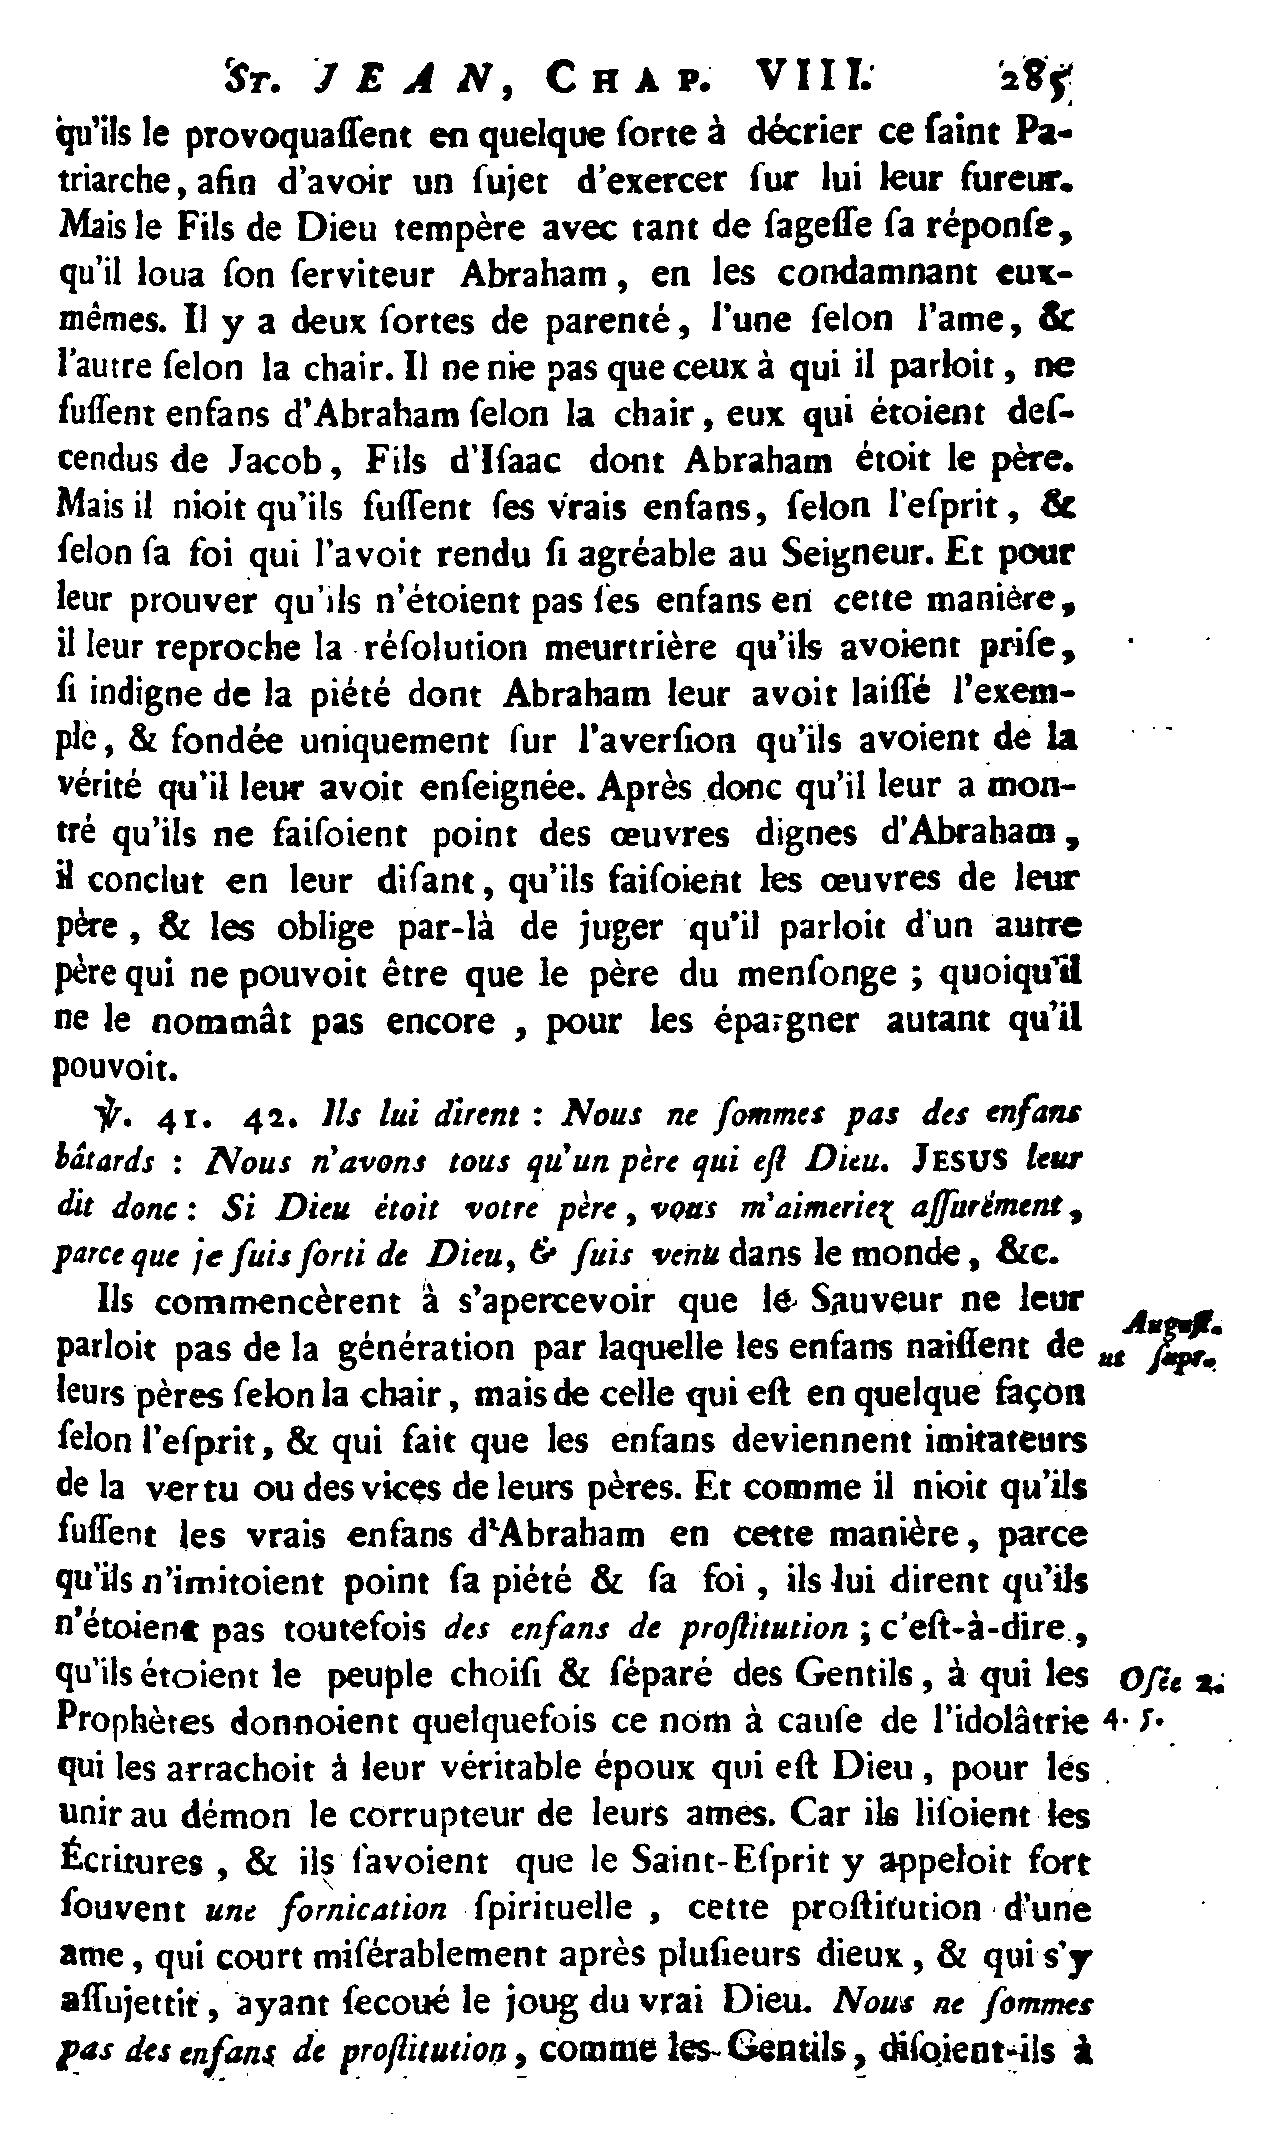 ST. JEAN, CHAP. VIII. 285
qu'ils le provoquaſſent en quelque ſorte à décrier ce ſaint Pa-
triarche, afin d'avoir un ſujet d'exercer ſur lui leur fureur.
Mais le Fils de Dieu tempère avec tant de ſageſſe ſa réponſe,
qu'il loua ſon ſerviteur Abraham, en les condamnant eux-
mêmes. Il y a deux ſortes de parenté, l'une ſelon l'ame, &
l'autre ſelon la chair. Il ne nie pas que ceux à qui il parloit, ne
fuſſent enfans d'Abraham ſelon la chair, eux qui étoient deſ-
cendus de Jacob, Fils d'Iſaac dont Abraham étoit le père.
Mais il nioit qu'ils fuſſent ſes vrais enfans, ſelon l'eſprit, &
ſelon ſa foi qui l'avoit rendu ſi agréable au Seigneur. Et pour
leur prouver qu'ils n'étoient pas ſes enfans en cette manière,
il leur reproche la réſolution meurtrière qu'ils avoient priſe,
ſi indigne de la piété dont Abraham leur avoit laiſſé l'exem-
ple, & fondée uniquement ſur l'averſion qu'ils avoient de la
vérité qu'il leur avoit enſeignée. Après donc qu'il leur a mon-
tré qu'ils ne faiſoient point des œuvres dignes d'Abraham,
il conclut en leur diſant, qu'ils faiſoient les œuvres de leur
père, & les oblige par-là de juger qu'il parloit d'un autre
père qui ne pouvoit être que le père du menſonge ; quoiqu'il
ne le nommât pas encore, pour les épargner autant qu'il
pouvoit.
℣. 41. 42. Ils lui dirent : Nous ne ſommes pas des enfans
bâtards : Nous n'avons tous qu'un père qui eſt Dieu. JESUS leur
dit donc : Si Dieu étoit votre père, vous m'aimeriez aſſurément,
parce que je ſuis ſorti de Dieu, & ſuis venu dans le monde, &c.
Ils commencèrent à s'apercevoir que le Sauveur ne leur
parloit pas de la génération par laquelle les enfans naiſſent de
Auguſt.
ut ſupr.
leurs pères ſelon la chair, mais de celle qui eſt en quelque façon
ſelon l'eſprit, & qui fait que les enfans deviennent imitateurs
de la vertu ou des vices de leurs pères. Et comme il nioit qu'ils
fuſſent les vrais enfans d'Abraham en cette manière, parce
qu'ils n'imitoient point ſa piété & ſa foi, ils lui dirent qu'ils
n'étoient pas toutefois des enfans de proſtitution ; c'eſt-à-dire,
qu'ils étoient le peuple choiſi & ſéparé des Gentils, à qui les
Oſée 2.
4. 5.
Prophètes donnoient quelquefois ce nom à cauſe de l'idolâtrie
qui les arrachoit à leur véritable époux qui eſt Dieu, pour les
unir au démon le corrupteur de leurs ames. Car ils liſoient les
Écritures, & ils ſavoient que le Saint-Eſprit y appeloit fort
ſouvent une fornication ſpirituelle, cette proſtitution d'une
ame, qui court miſérablement après pluſieurs dieux, & qui s'y
aſſujettit, ayant ſecoué le joug du vrai Dieu. Nous ne ſommes
pas des enfans de proſtitution, comme les Gentils, diſoient-ils à